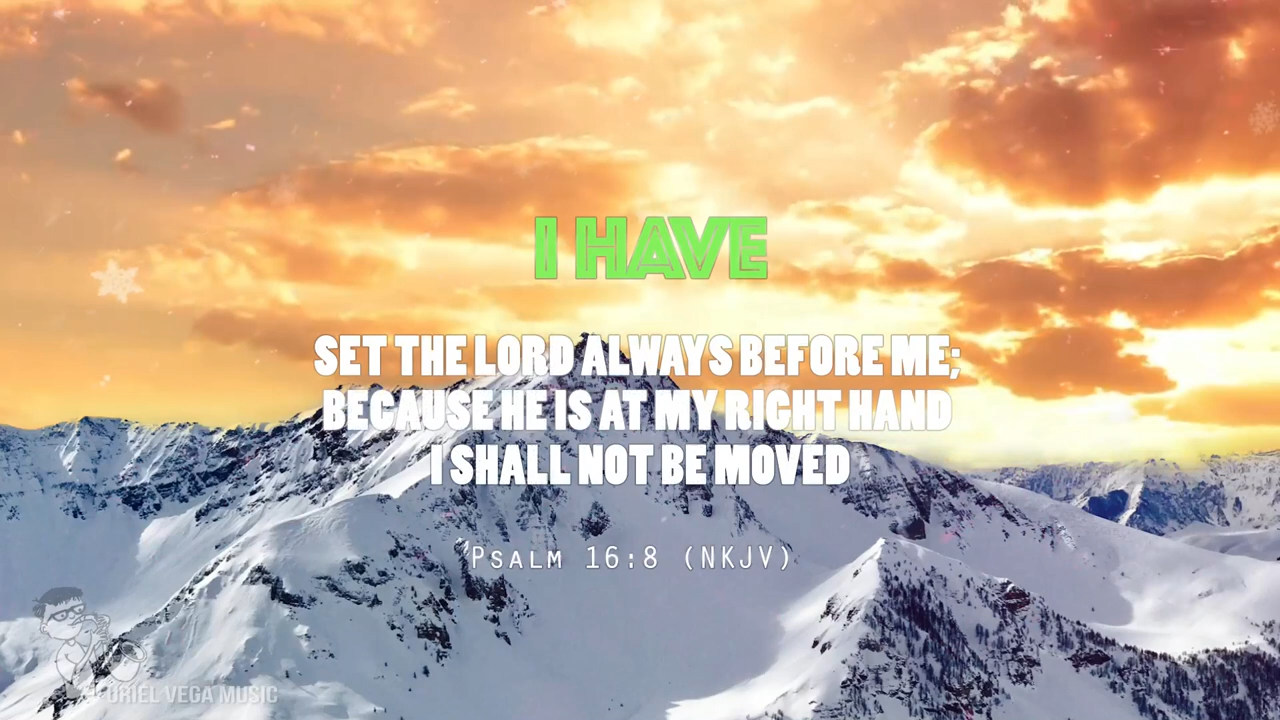 I HAVE
SET THE LORD ALWAYS BEFORE ME;
BECAUSE HE IS AT MY RIGHT HAND
I SHALL NOT BE MOVED
Psalm 16:8 (NKJV)
URIEL VEGA MUSIC